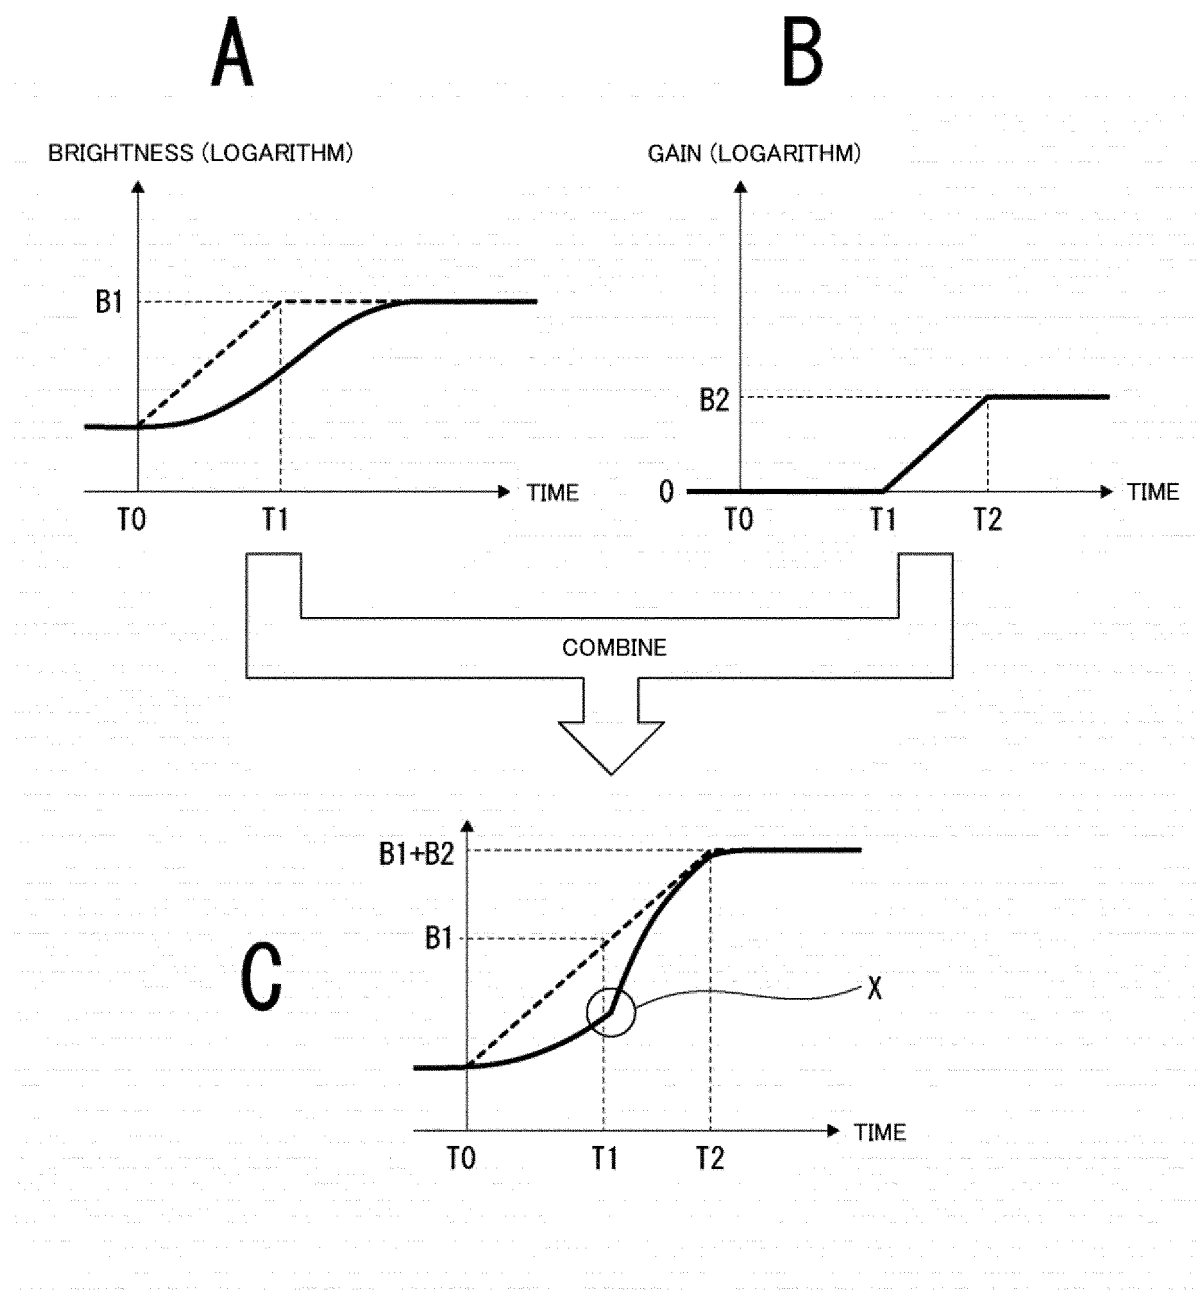 A
B
BRIGHTNESS (LOGARITHM)
GAIN (LOGARITHM)
B1
B2
0
TIME
TIME
T0
T1
T0
T1
T2
COMBINE
B1+B2
B1
C
X
TIME
T0
T1
T2